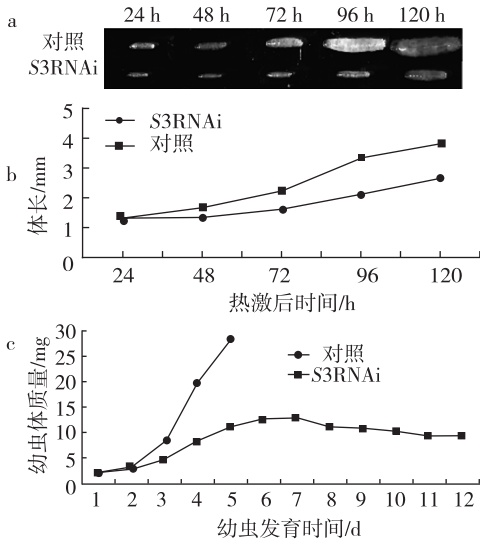 a
24 h 48 h 72 h 96 h 120 h
对照
S3RNAi
b
体长/mm
5
4
3
2
1
0
S3RNAi
对照
24 48 72 96 120
热激后时间/h
c
幼虫体质量/mg
30
25
20
15
10
5
0
对照
S3RNAi
1 2 3 4 5 6 7 8 9 10 11 12
幼虫发育时间/d